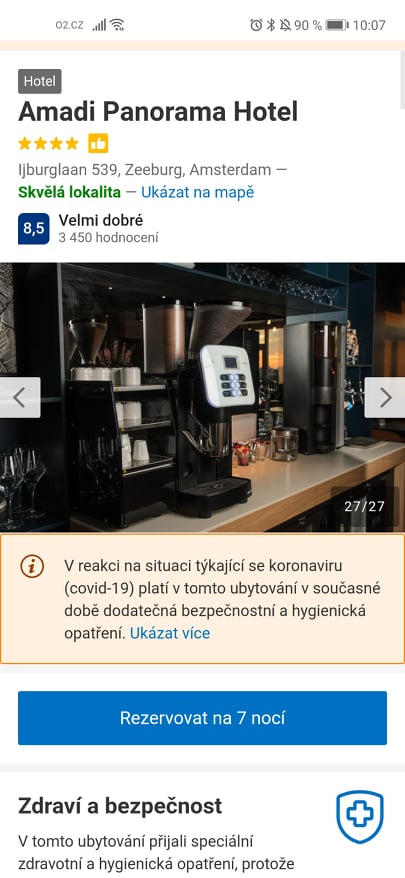 O2.CZ 90 % 10:07
Hotel
Amadi Panorama Hotel
Ijburglaan 539, Zeeburg, Amsterdam —
Skvělá lokalita — Ukázat na mapě
8,5 Velmi dobré
3 450 hodnocení
27/27
V reakci na situaci týkající se koronaviru
(covid-19) platí v tomto ubytování v současné
době dodatečná bezpečnostní a hygienická
opatření. Ukázat více
Rezervovat na 7 nocí
Zdraví a bezpečnost
V tomto ubytování přijali speciální
zdravotní a hygienická opatření, protože